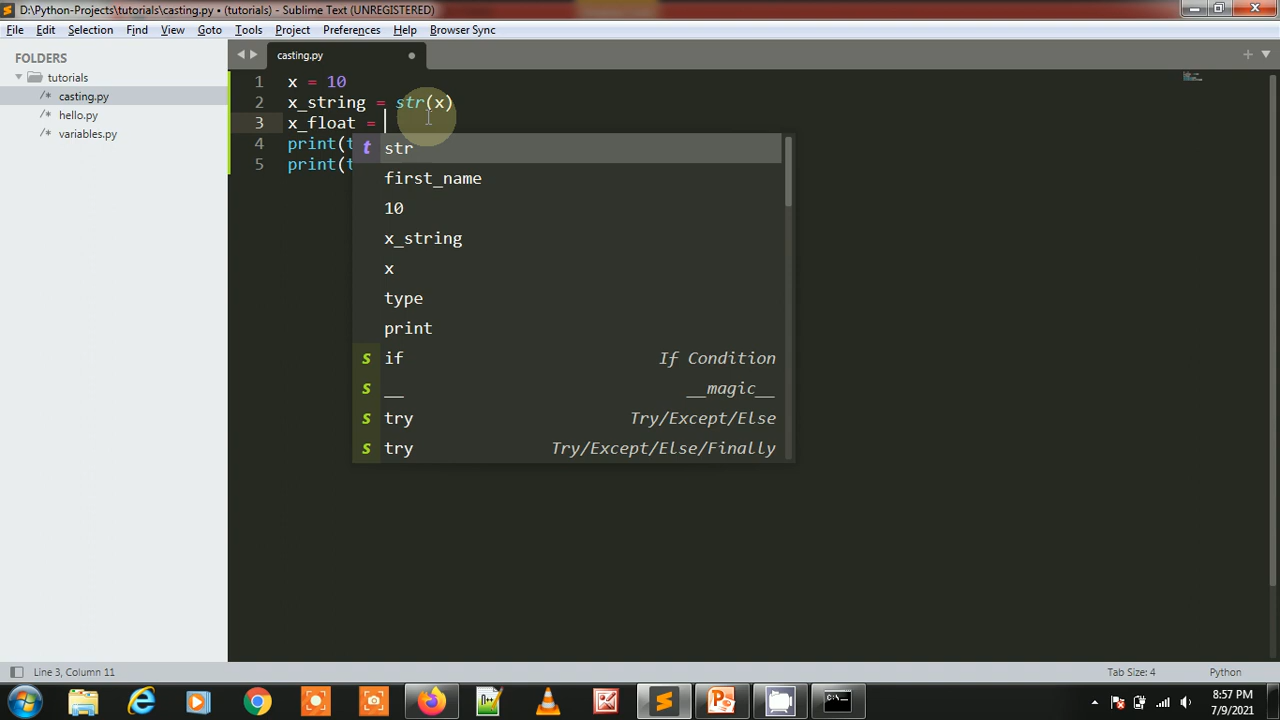 D:\Python-Projects\tutorials\casting.py • (tutorials) - Sublime Text (UNREGISTERED)
File Edit Selection Find View Goto Tools Project Preferences Help Browser Sync
FOLDERS
tutorials
/* casting.py
/* hello.py
/* variables.py
casting.py
1 x = 10
2 x_string = str(x)
3 x_float =
4 print(t
5 print(t
t str
first_name
10
x_string
x
type
print
s if If Condition
s __ __magic__
s try Try/Except/Else
s try Try/Except/Else/Finally
Line 3, Column 11 Tab Size: 4 Python
8:57 PM
7/9/2021